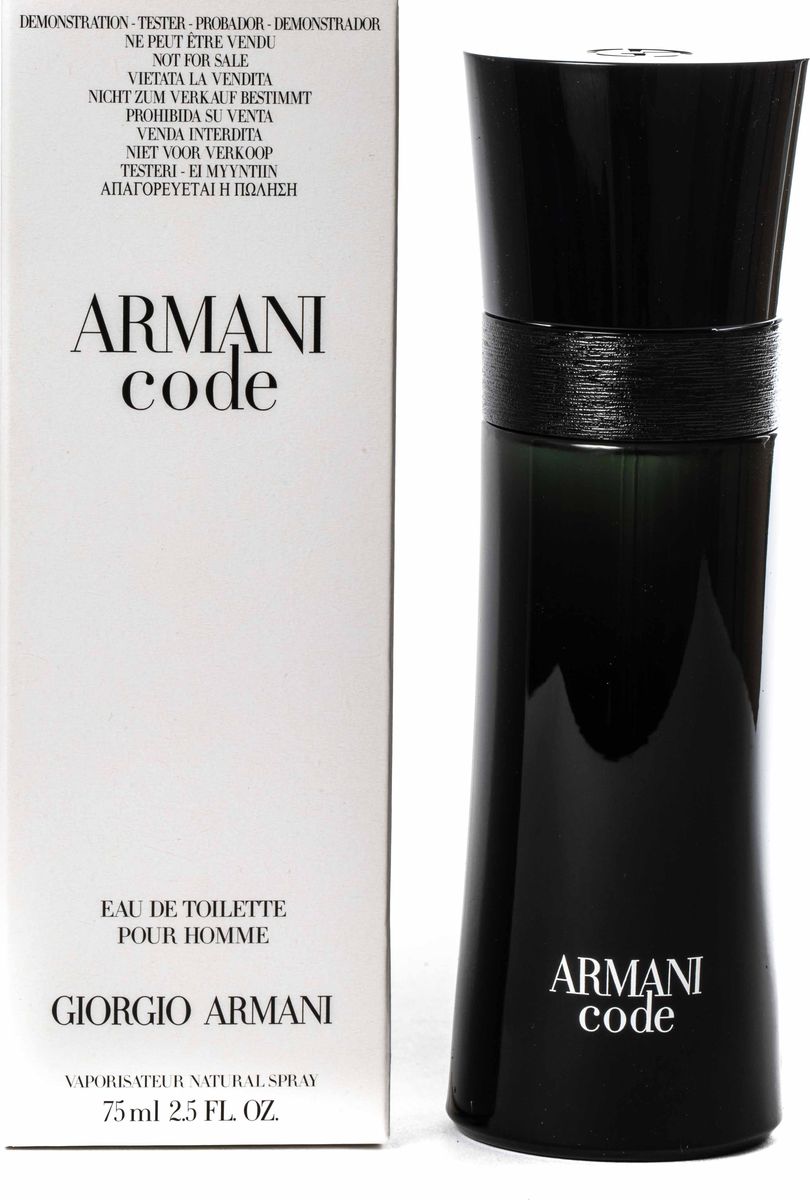 DEMONSTRATION - TESTER - PROBADOR - DEMONSTRADOR
NE PEUT ÊTRE VENDU
NOT FOR SALE
VIETATA LA VENDITA
NICHT ZUM VERKAUF BESTIMMT
PROHIBIDA SU VENTA
VENDA INTERDITA
NIET VOOR VERKOOP
TESTERI - EI MYYNTIIN
ΑΠΑΓΟΡΕΥΕΤΑΙ Η ΠΩΛΗΣΗ
ARMANI
code
EAU DE TOILETTE
POUR HOMME
GIORGIO ARMANI
VAPORISATEUR NATURAL SPRAY
75 ml 2.5 FL. OZ.
ARMANI
code